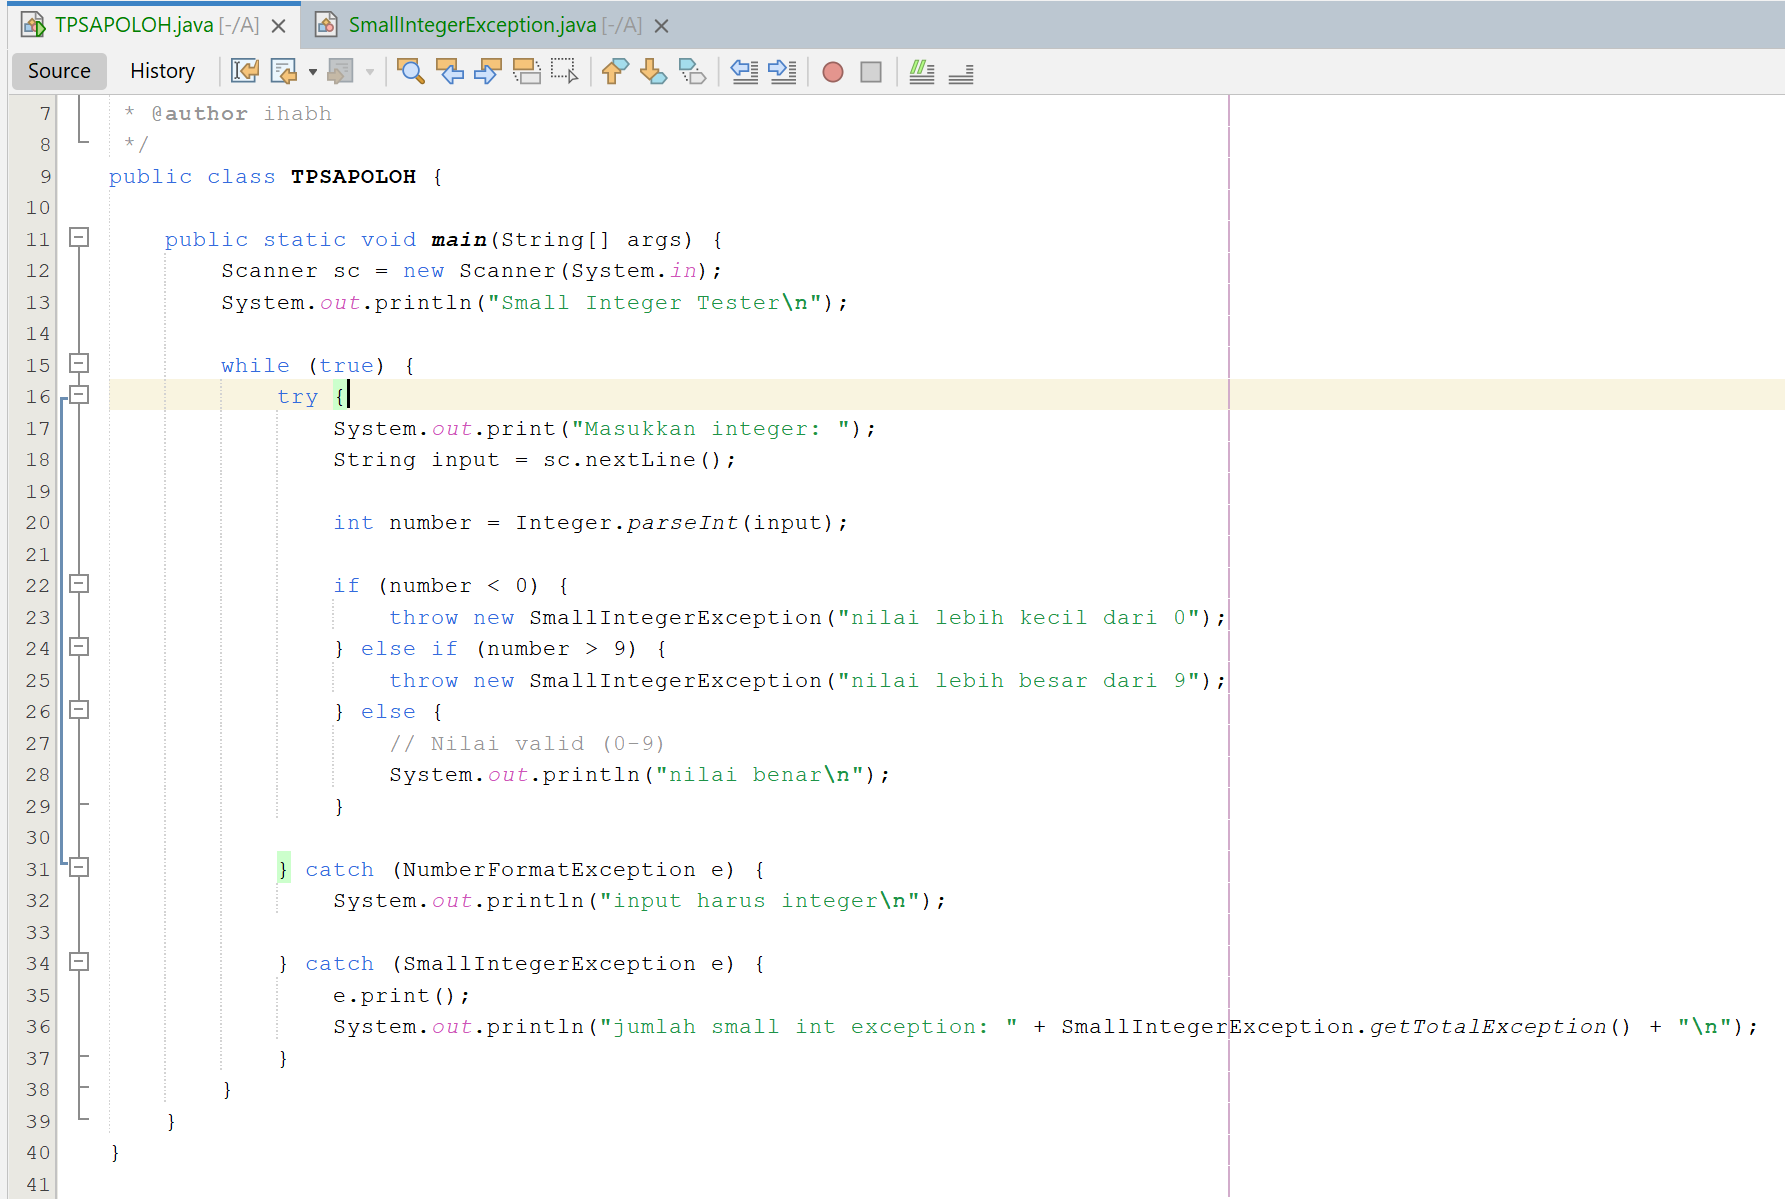 TPSAPOLOH.java [-/A] SmallIntegerException.java [-/A]
Source History
7 * @author ihabh
8 */
9 public class TPSAPOLOH {
10
11 public static void main(String[] args) {
12 Scanner sc = new Scanner(System.in);
13 System.out.println("Small Integer Tester\n");
14
15 while (true) {
16 try {
17 System.out.print("Masukkan integer: ");
18 String input = sc.nextLine();
19
20 int number = Integer.parseInt(input);
21
22 if (number < 0) {
23 throw new SmallIntegerException("nilai lebih kecil dari 0");
24 } else if (number > 9) {
25 throw new SmallIntegerException("nilai lebih besar dari 9");
26 } else {
27 // Nilai valid (0-9)
28 System.out.println("nilai benar\n");
29 }
30
31 } catch (NumberFormatException e) {
32 System.out.println("input harus integer\n");
33
34 } catch (SmallIntegerException e) {
35 e.print();
36 System.out.println("jumlah small int exception: " + SmallIntegerException.getTotalException() + "\n");
37 }
38 }
39 }
40 }
41